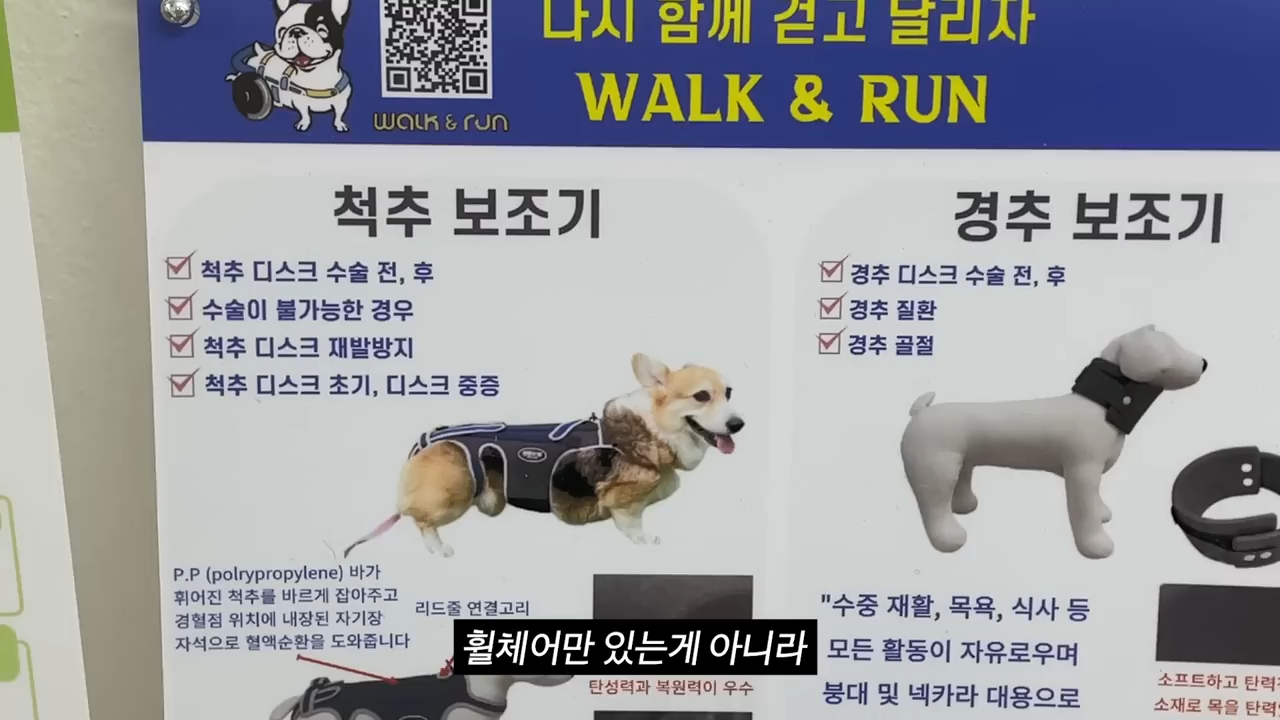 다시 함께 걷고 달리자
WALK & RUN
walk & run
척추 보조기
척추 디스크 수술 전, 후
수술이 불가능한 경우
척추 디스크 재발방지
척추 디스크 초기, 디스크 중증
P.P (polrypropylene) 바가
휘어진 척추를 바르게 잡아주고
경혈점 위치에 내장된 자기장
자석으로 혈액순환을 도와줍니다
리드줄 연결고리
탄성력과 복원력이 우수
경추 보조기
경추 디스크 수술 전, 후
경추 질환
경추 골절
"수중 재활, 목욕, 식사 등
모든 활동이 자유로우며
붕대 및 넥카라 대용으로
소프트하고
소재로 목을
휠체어만 있는게 아니라